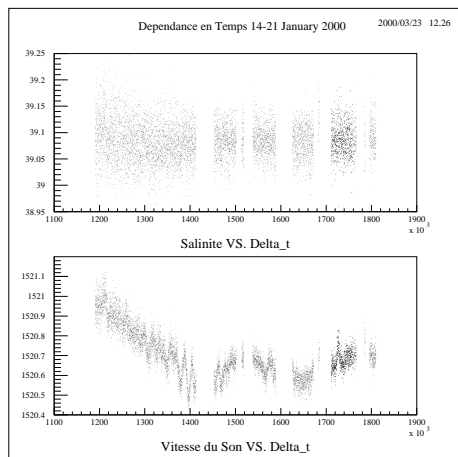 Dependance en Temps 14-21 January 2000
2000/03/23 12.26
39.25
39.2
39.15
39.1
39.05
39
38.95
1100 1200 1300 1400 1500 1600 1700 1800 1900
x 10 3
Salinite VS. Delta_t
1521.1
1521
1520.9
1520.8
1520.7
1520.6
1520.5
1520.4
1100 1200 1300 1400 1500 1600 1700 1800 1900
x 10 3
Vitesse du Son VS. Delta_t